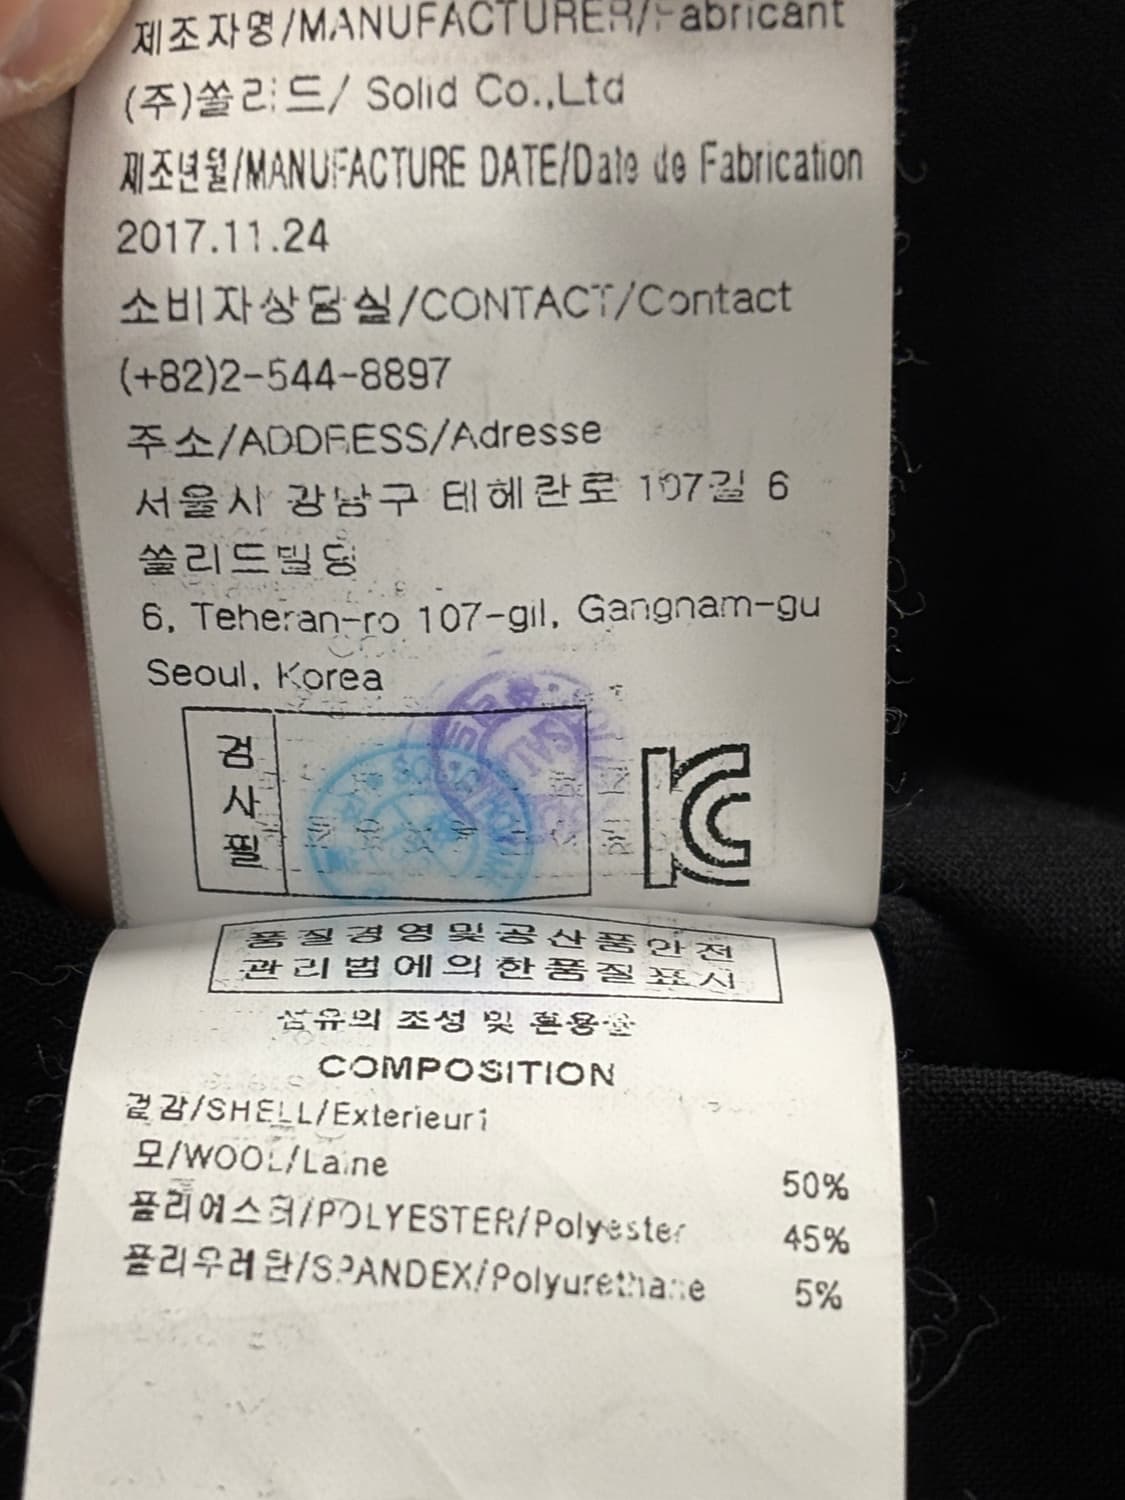 제조자명/MANUFACTURER/Fabricant
(주)쏠리드/ Solid Co.,Ltd
제조년월/MANUFACTURE DATE/Date de Fabrication
2017.11.24
소비자상담실/CONTACT/Contact
(+82)2-544-8897
주소/ADDRESS/Adresse
서울시 강남구 테헤란로 107길 6
쏠리드빌딩
6, Teheran-ro 107-gil, Gangnam-gu
Seoul, Korea
검사필
KC
품질경영및공산품안전
관리법에의한품질표시
섬유의 조성 및 혼용율
COMPOSITION
겉감/SHELL/Exterieur1
모/WOOL/Laine 50%
폴리에스터/POLYESTER/Polyester 45%
폴리우레탄/SPANDEX/Polyurethane 5%